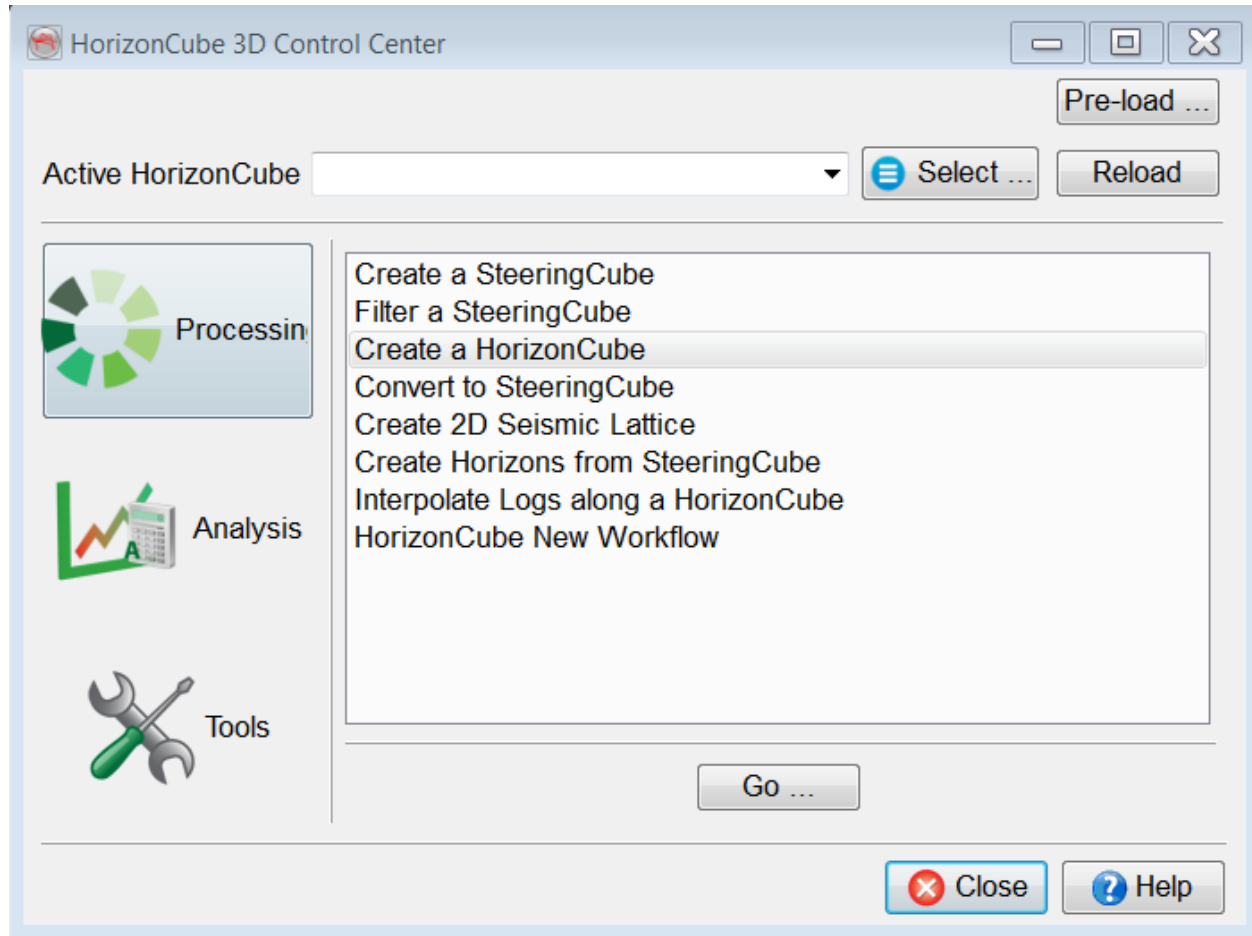 HorizonCube 3D Control Center
Pre-load ...
Active HorizonCube
Select ...
Reload
Processin
Analysis
Tools
Create a SteeringCube
Filter a SteeringCube
Create a HorizonCube
Convert to SteeringCube
Create 2D Seismic Lattice
Create Horizons from SteeringCube
Interpolate Logs along a HorizonCube
HorizonCube New Workflow
Go ...
Close
Help